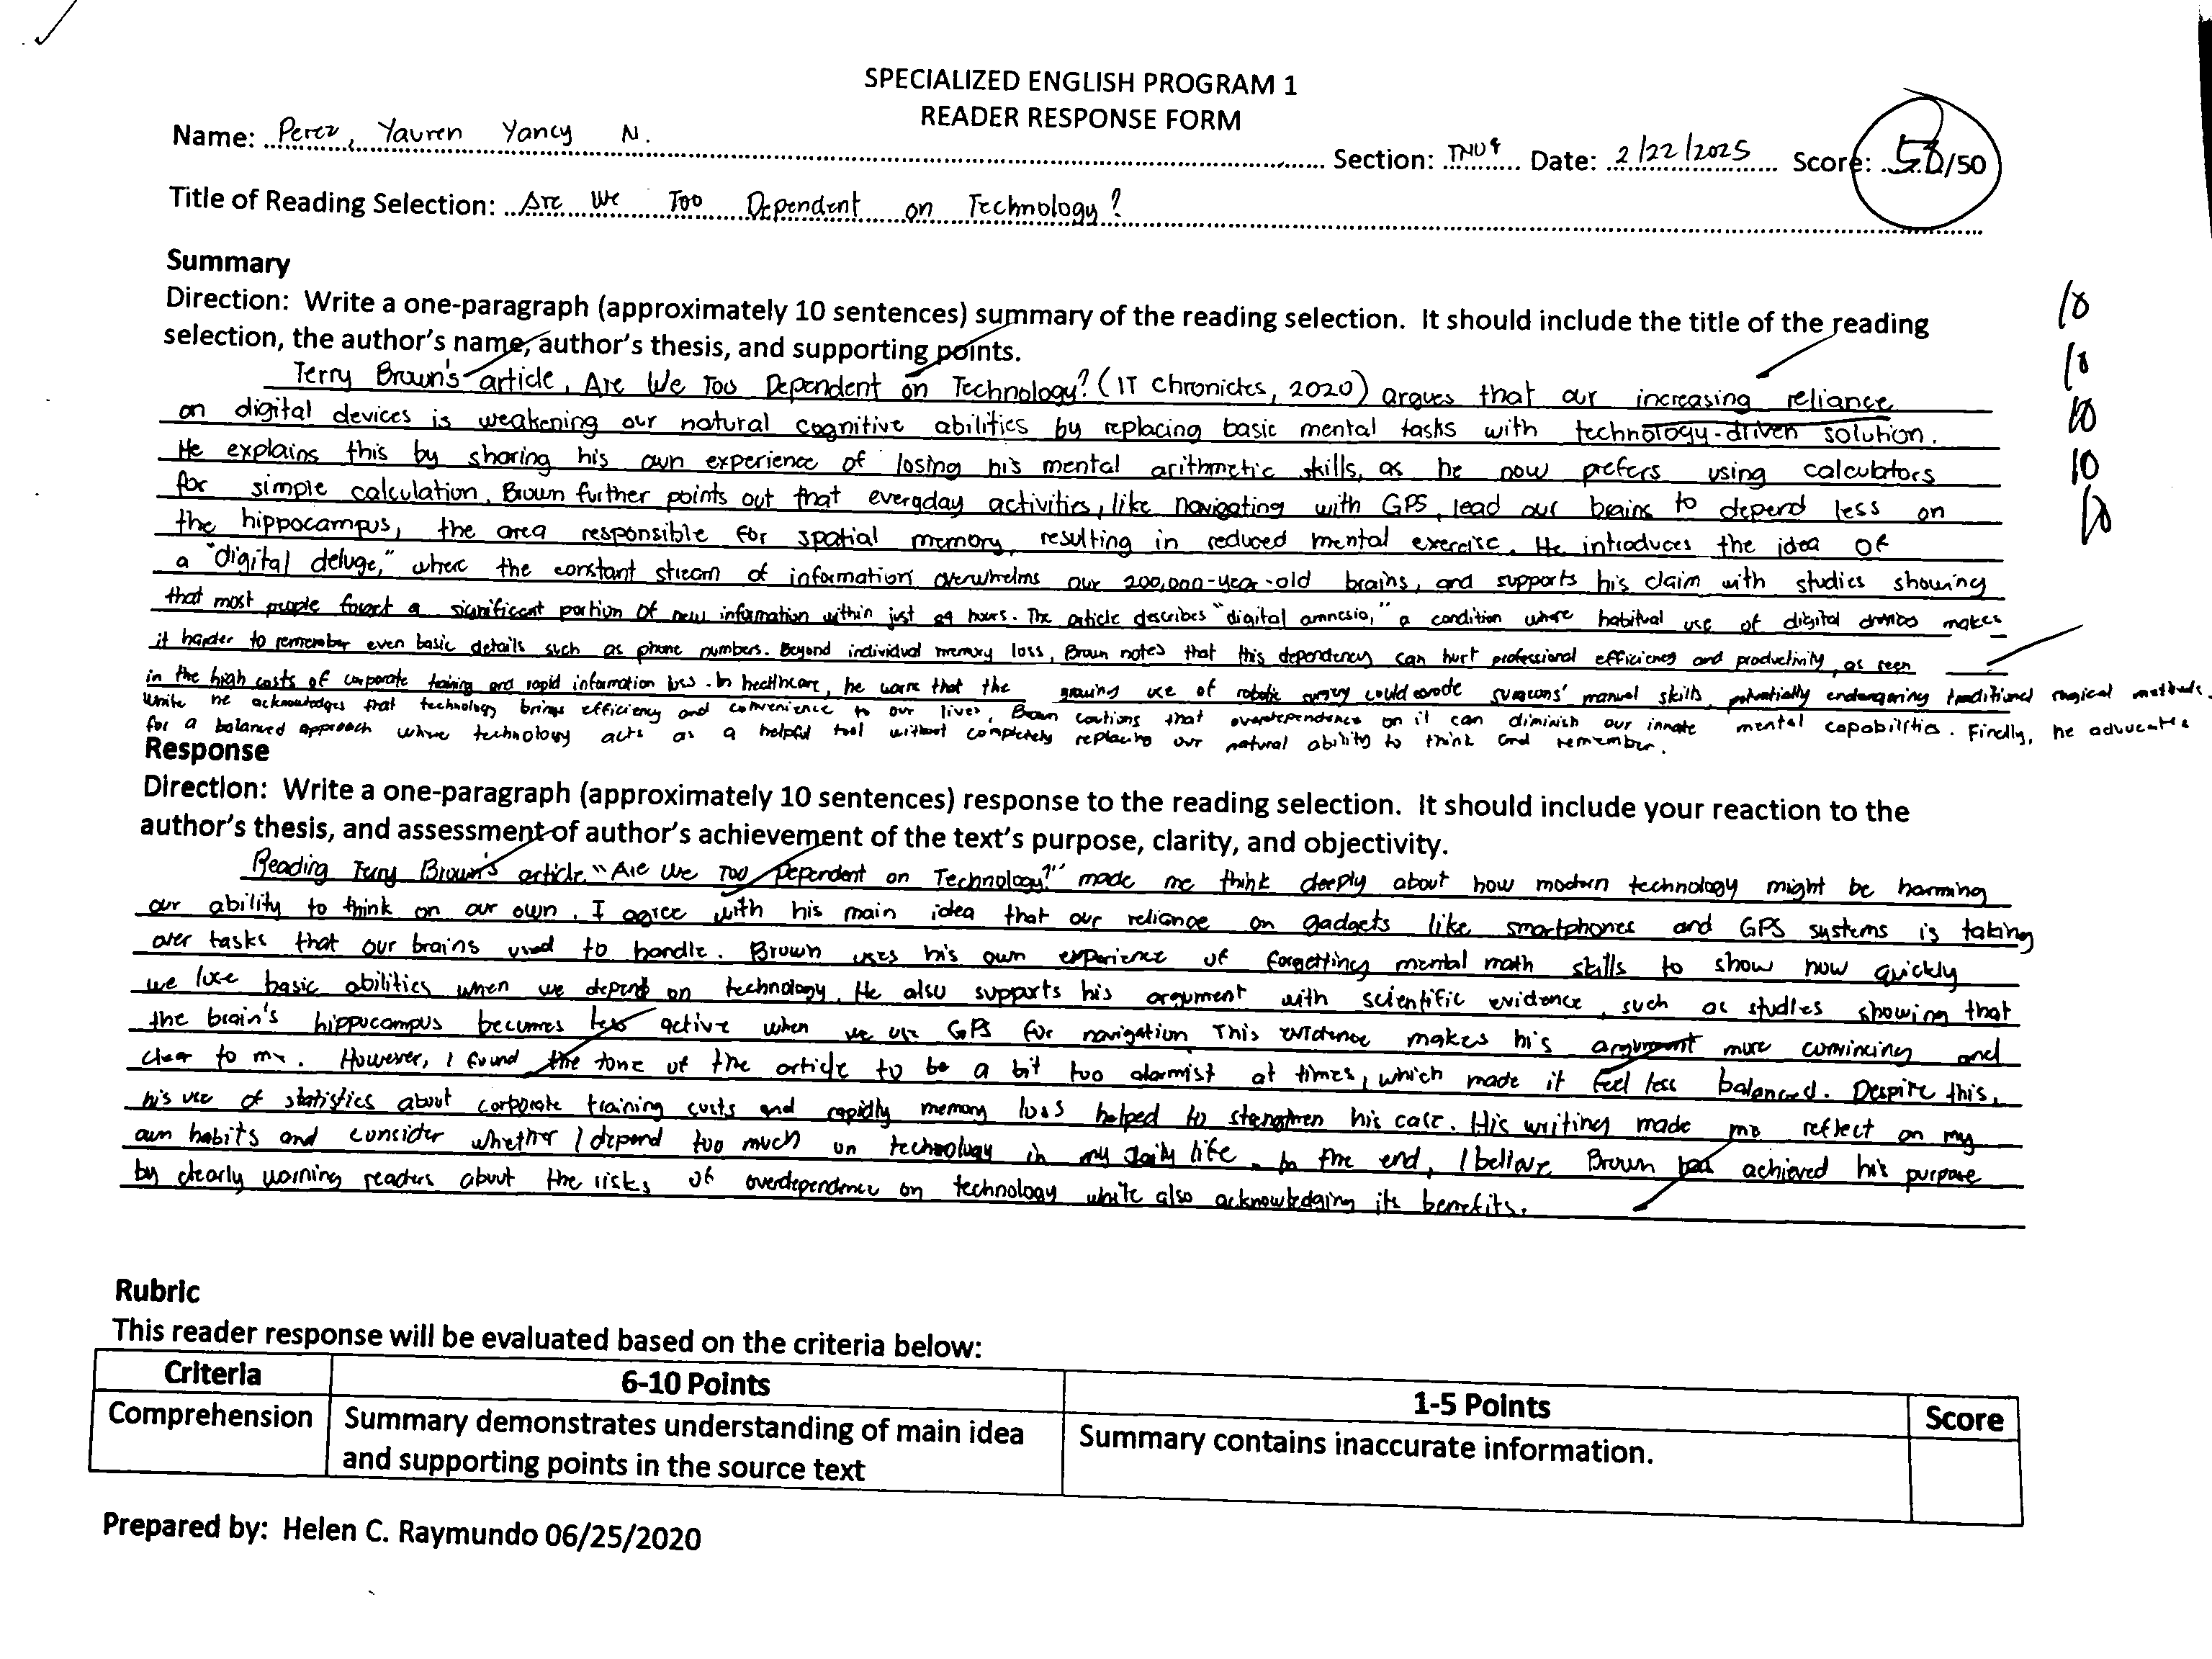 SPECIALIZED ENGLISH PROGRAM 1
READER RESPONSE FORM
Name: Perez, Yauren Yancy N. Section: Date: 2/22/2025 Score: 50/50
Title of Reading Selection: Are We Too Dependent on Technology?
Summary
Direction: Write a one-paragraph (approximately 10 sentences) summary of the reading selection. It should include the title of the reading
selection, the author's name, author's thesis, and supporting points.
10
10
10
10
10
Terry Brown's article, Are We Too Dependent on Technology? (IT Chronicles, 2020) argues that our increasing reliance
on digital devices is weakening our natural cognitive abilities by replacing basic mental tasks with technology-driven solution.
He explains this by sharing his own experience of losing his mental arithmetic skills, as he now prefers using calculators
for simple calculation. Brown further points out that everyday activities, like navigating with GPS, lead our brains to depend less on
the hippocampus, the area responsible for spatial memory, resulting in reduced mental exercise. He introduces the idea of
a "digital deluge," where the constant stream of information overwhelms our 200,000-year-old brains, and supports his claim with studies showing
that most people forget a significant portion of new information within just 24 hours. The article describes "digital amnesia," a condition where habitual use of digital devices makes
it harder to remember even basic details such as phone numbers. Beyond individual memory loss, Brown notes that this dependency can hurt professional efficiency and productivity, as seen
in the high costs of corporate training and rapid information loss. In healthcare, he warns that the growing use of robotic surgery could erode surgeons' manual skills, potentially endangering traditional surgical methods.
While he acknowledges that technology brings efficiency and convenience to our lives, Brown cautions that overdependence on it can diminish our innate mental capabilities. Finally, he advocates
for a balanced approach where technology acts as a helpful tool without completely replacing our natural ability to think and remember.
Response
Direction: Write a one-paragraph (approximately 10 sentences) response to the reading selection. It should include your reaction to the
author's thesis, and assessment of author's achievement of the text's purpose, clarity, and objectivity.
Reading Terry Brown's article "Are We Too Dependent on Technology?" made me think deeply about how modern technology might be harming
our ability to think on our own. I agree with his main idea that our reliance on gadgets like smartphones and GPS systems is taking
over tasks that our brains used to handle. Brown uses his own experience of forgetting mental math skills to show how quickly
we lose basic abilities when we depend on technology. He also supports his argument with scientific evidence, such as studies showing that
the brain's hippocampus becomes less active when we use GPS for navigation This evidence makes his argument more convincing and
clear to me. However, I found the tone of the article to be a bit too alarmist at times, which made it feel less balanced. Despite this,
his use of statistics about corporate training costs and rapidly memory loss helped to stengthen his case. His writing made me reflect on my
own habits and consider whether I depend too much on technology in my daily life. In the end, I believe Brown has achieved his purpose
by clearly warning readers about the risks of overdependence on technology while also acknowledging its benefits.
Rubric
This reader response will be evaluated based on the criteria below:
Criteria 6-10 Points 1-5 Points Score
Comprehension Summary demonstrates understanding of main idea Summary contains inaccurate information.
and supporting points in the source text
Prepared by: Helen C. Raymundo 06/25/2020